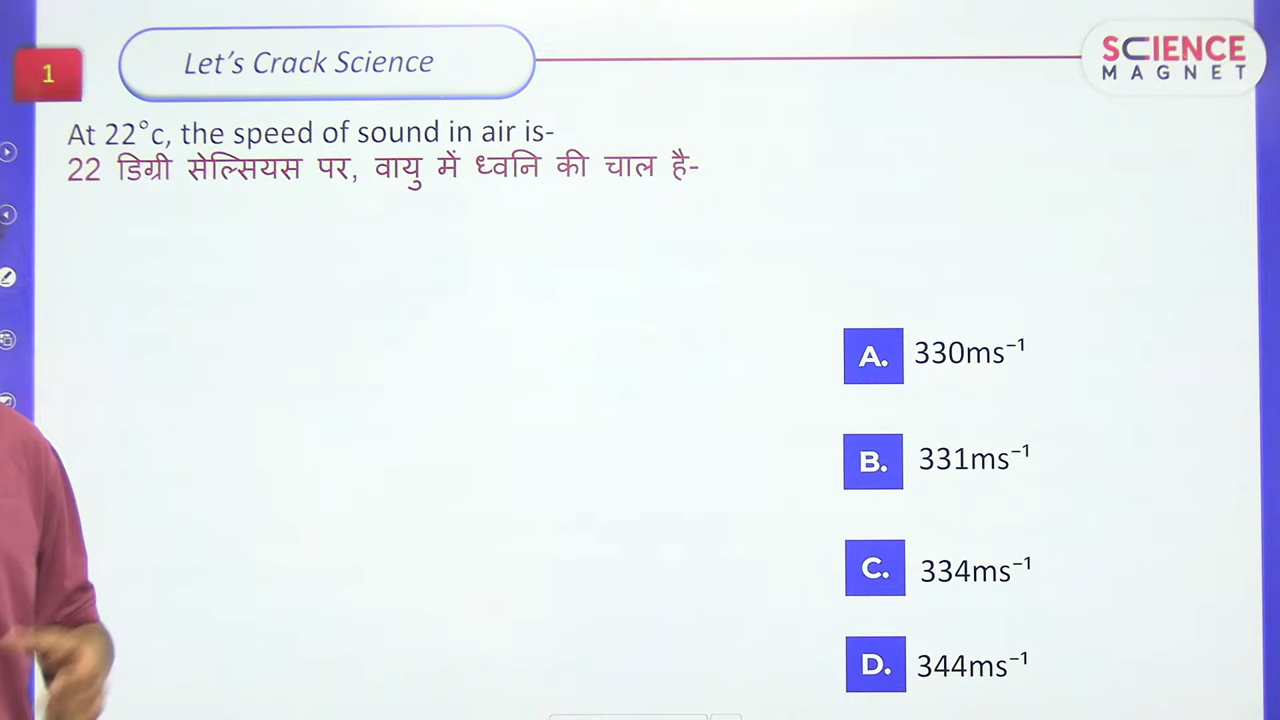 1
Let's Crack Science
SCIENCE
MAGNET
At 22°c, the speed of sound in air is-
22 डिग्री सेल्सियस पर, वायु में ध्वनि की चाल है-
A. 330ms⁻¹
B. 331ms⁻¹
C. 334ms⁻¹
D. 344ms⁻¹